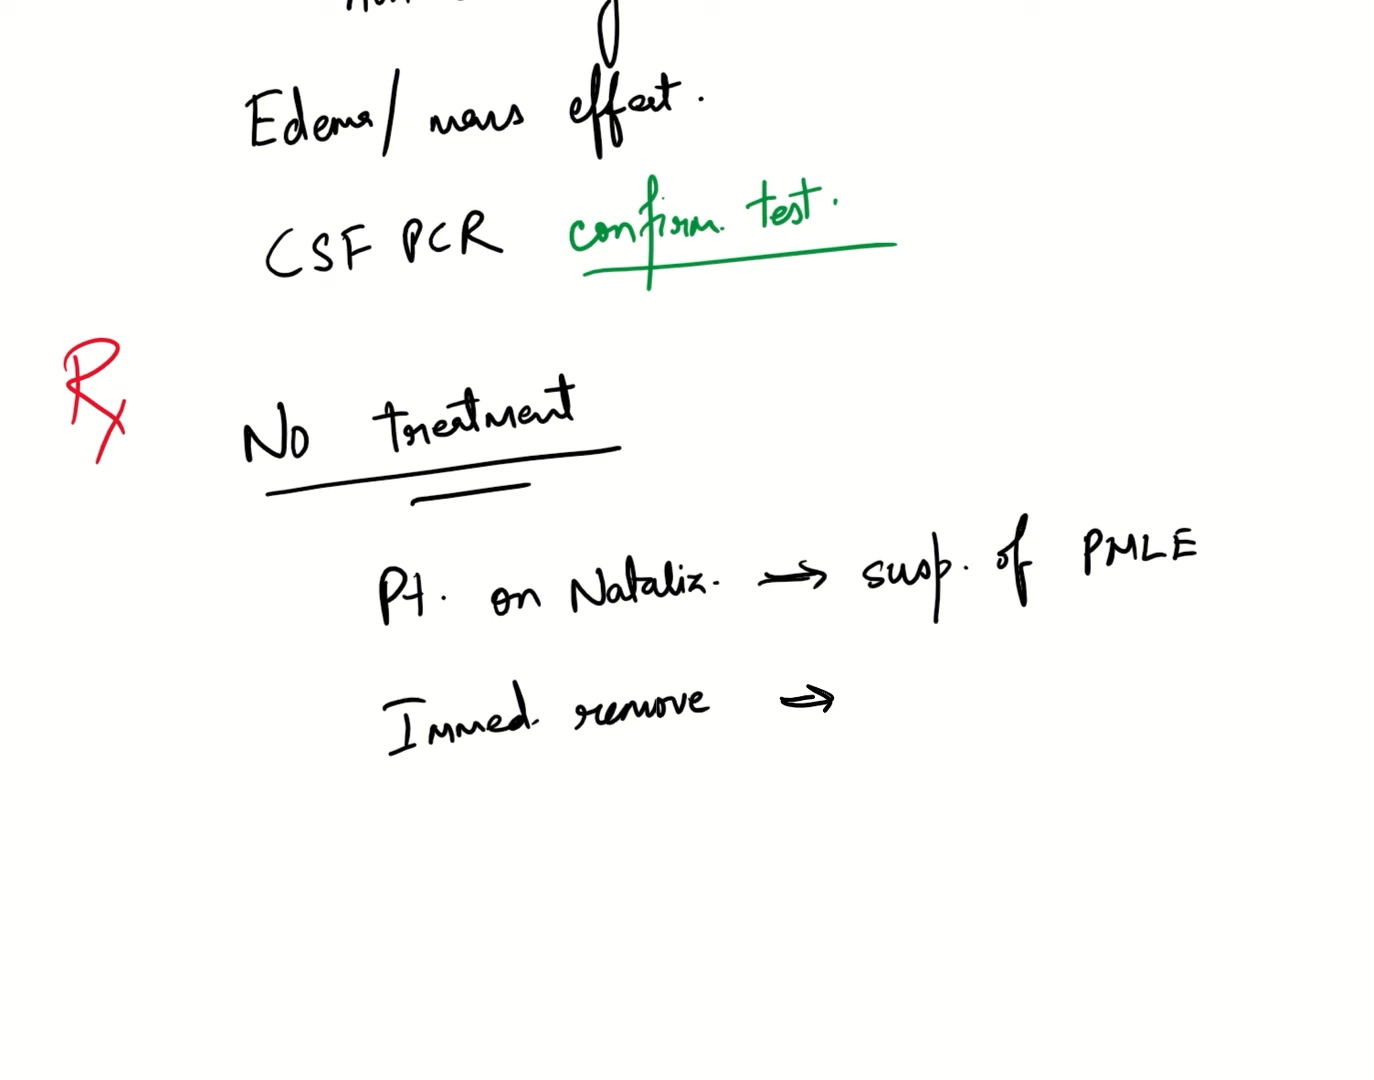 Edema/ mass effect.
CSF PCR confirm. test.
Rx
No treatment
Pt. on Nataliz. → susp. of PMLE
Immed. remove ⇒